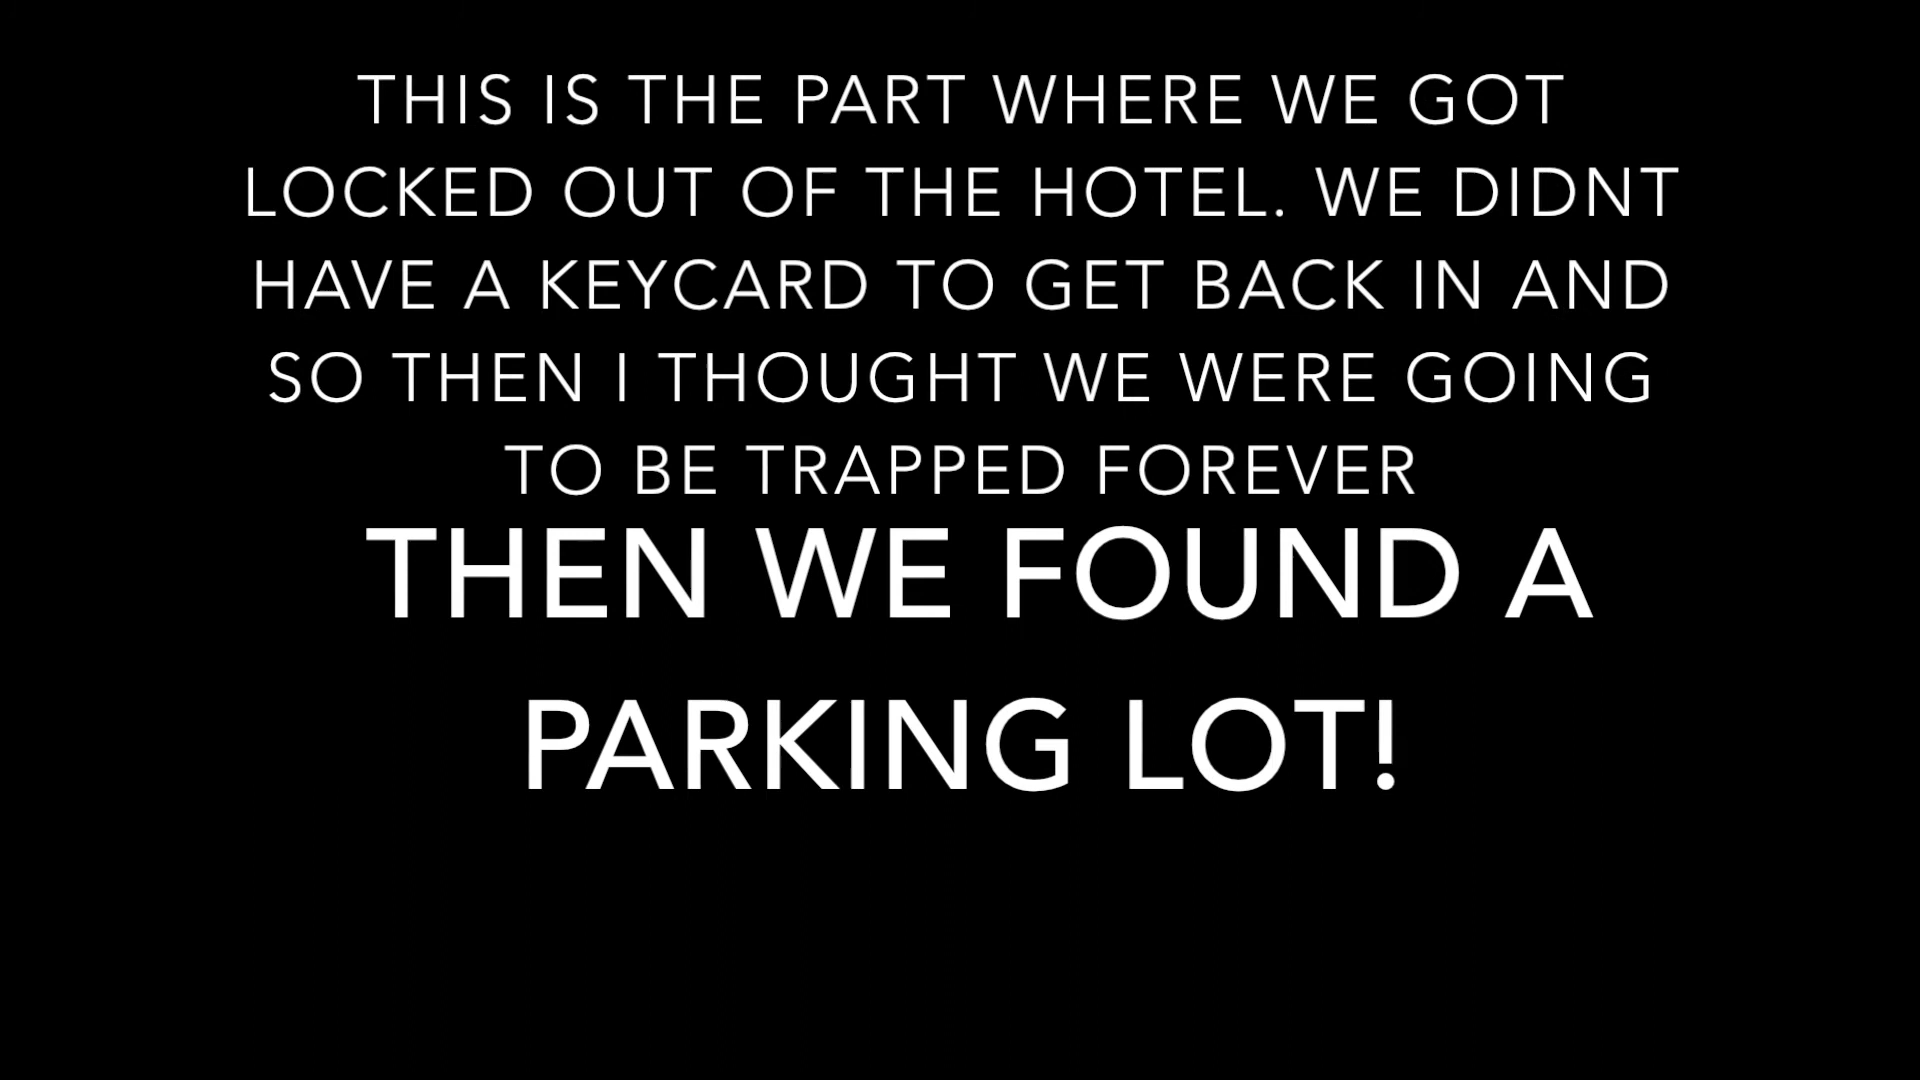 THIS IS THE PART WHERE WE GOT
LOCKED OUT OF THE HOTEL. WE DIDNT
HAVE A KEYCARD TO GET BACK IN AND
SO THEN I THOUGHT WE WERE GOING
TO BE TRAPPED FOREVER
THEN WE FOUND A
PARKING LOT!